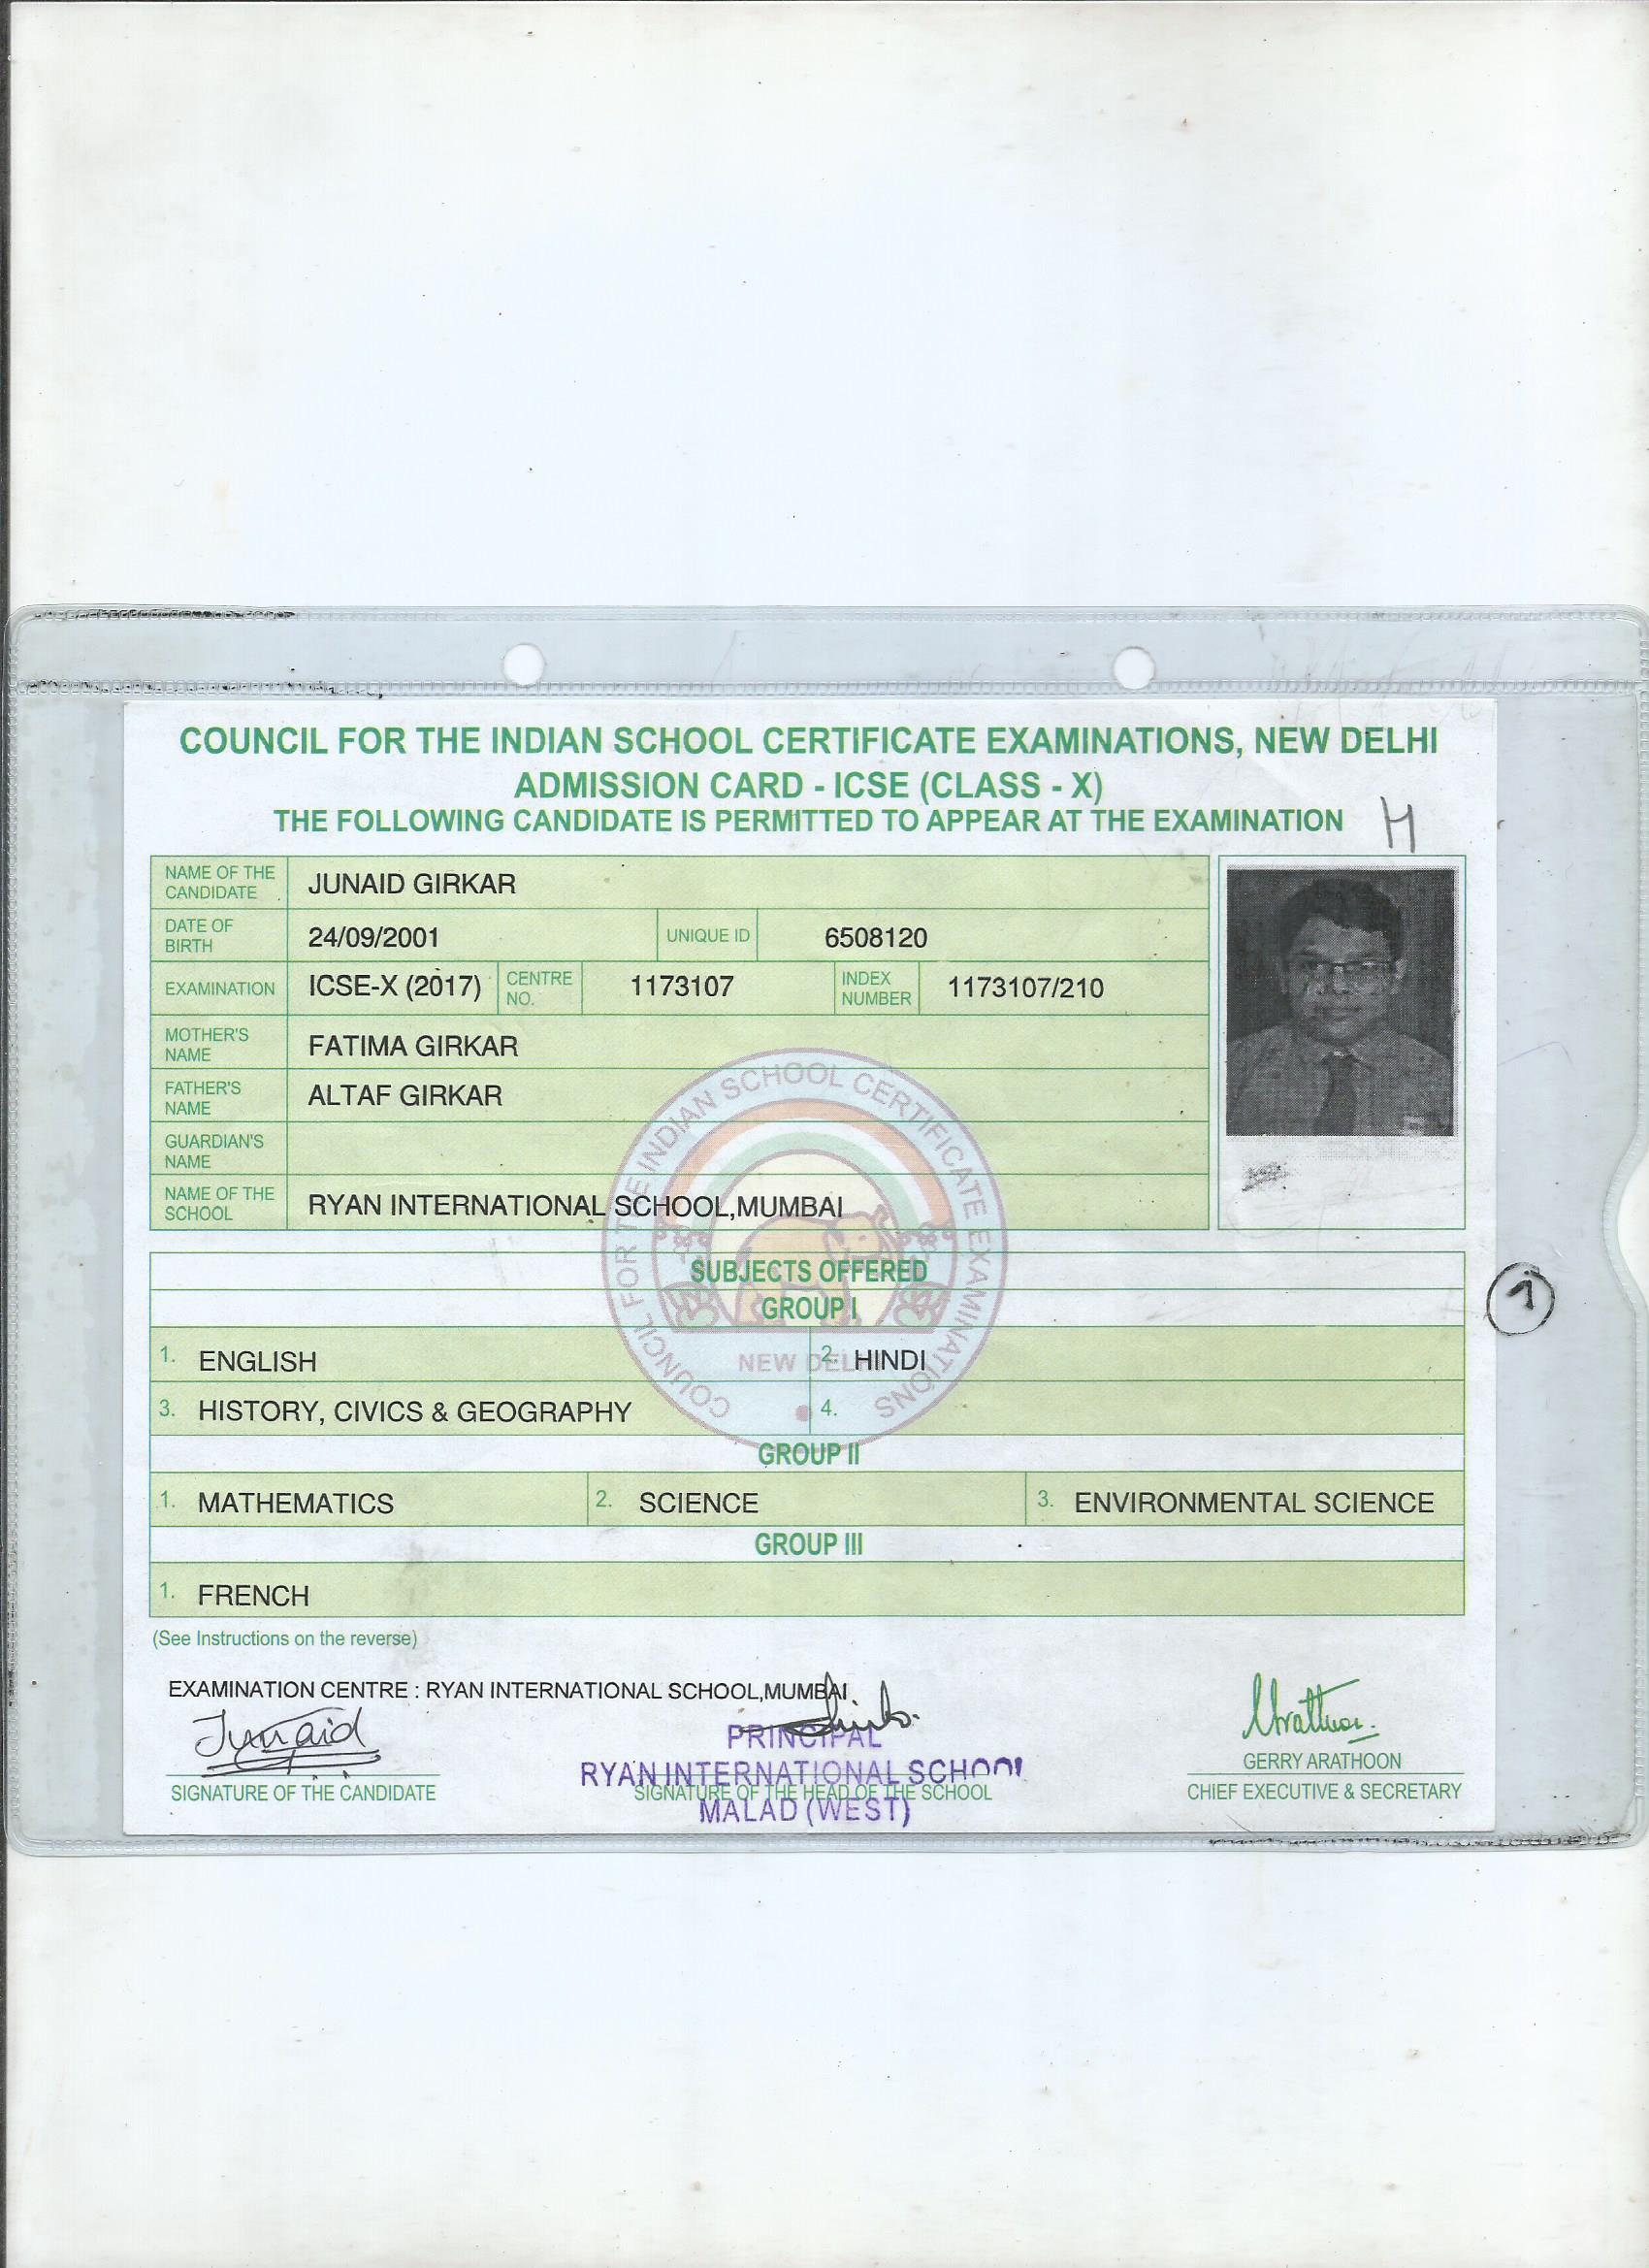 COUNCIL FOR THE INDIAN SCHOOL CERTIFICATE EXAMINATIONS, NEW DELHI
ADMISSION CARD - ICSE (CLASS - X)
THE FOLLOWING CANDIDATE IS PERMITTED TO APPEAR AT THE EXAMINATION
H
NAME OF THE CANDIDATE JUNAID GIRKAR
DATE OF BIRTH 24/09/2001 UNIQUE ID 6508120
EXAMINATION ICSE-X (2017) CENTRE NO. 1173107 INDEX NUMBER 1173107/210
MOTHER'S NAME FATIMA GIRKAR
FATHER'S NAME ALTAF GIRKAR
GUARDIAN'S NAME
NAME OF THE SCHOOL RYAN INTERNATIONAL SCHOOL,MUMBAI
COUNCIL FOR THE INDIAN SCHOOL CERTIFICATE EXAMINATIONS
NEW DELHI
SUBJECTS OFFERED
GROUP I
1
1. ENGLISH 2. HINDI
3. HISTORY, CIVICS & GEOGRAPHY 4.
GROUP II
1. MATHEMATICS 2. SCIENCE 3. ENVIRONMENTAL SCIENCE
GROUP III
1. FRENCH
(See Instructions on the reverse)
EXAMINATION CENTRE : RYAN INTERNATIONAL SCHOOL,MUMBAI
Junaid
PRINCIPAL
RYAN INTERNATIONAL SCHOOL
MALAD (WEST)
GERRY ARATHOON
SIGNATURE OF THE CANDIDATE SIGNATURE OF THE HEAD OF THE SCHOOL CHIEF EXECUTIVE & SECRETARY